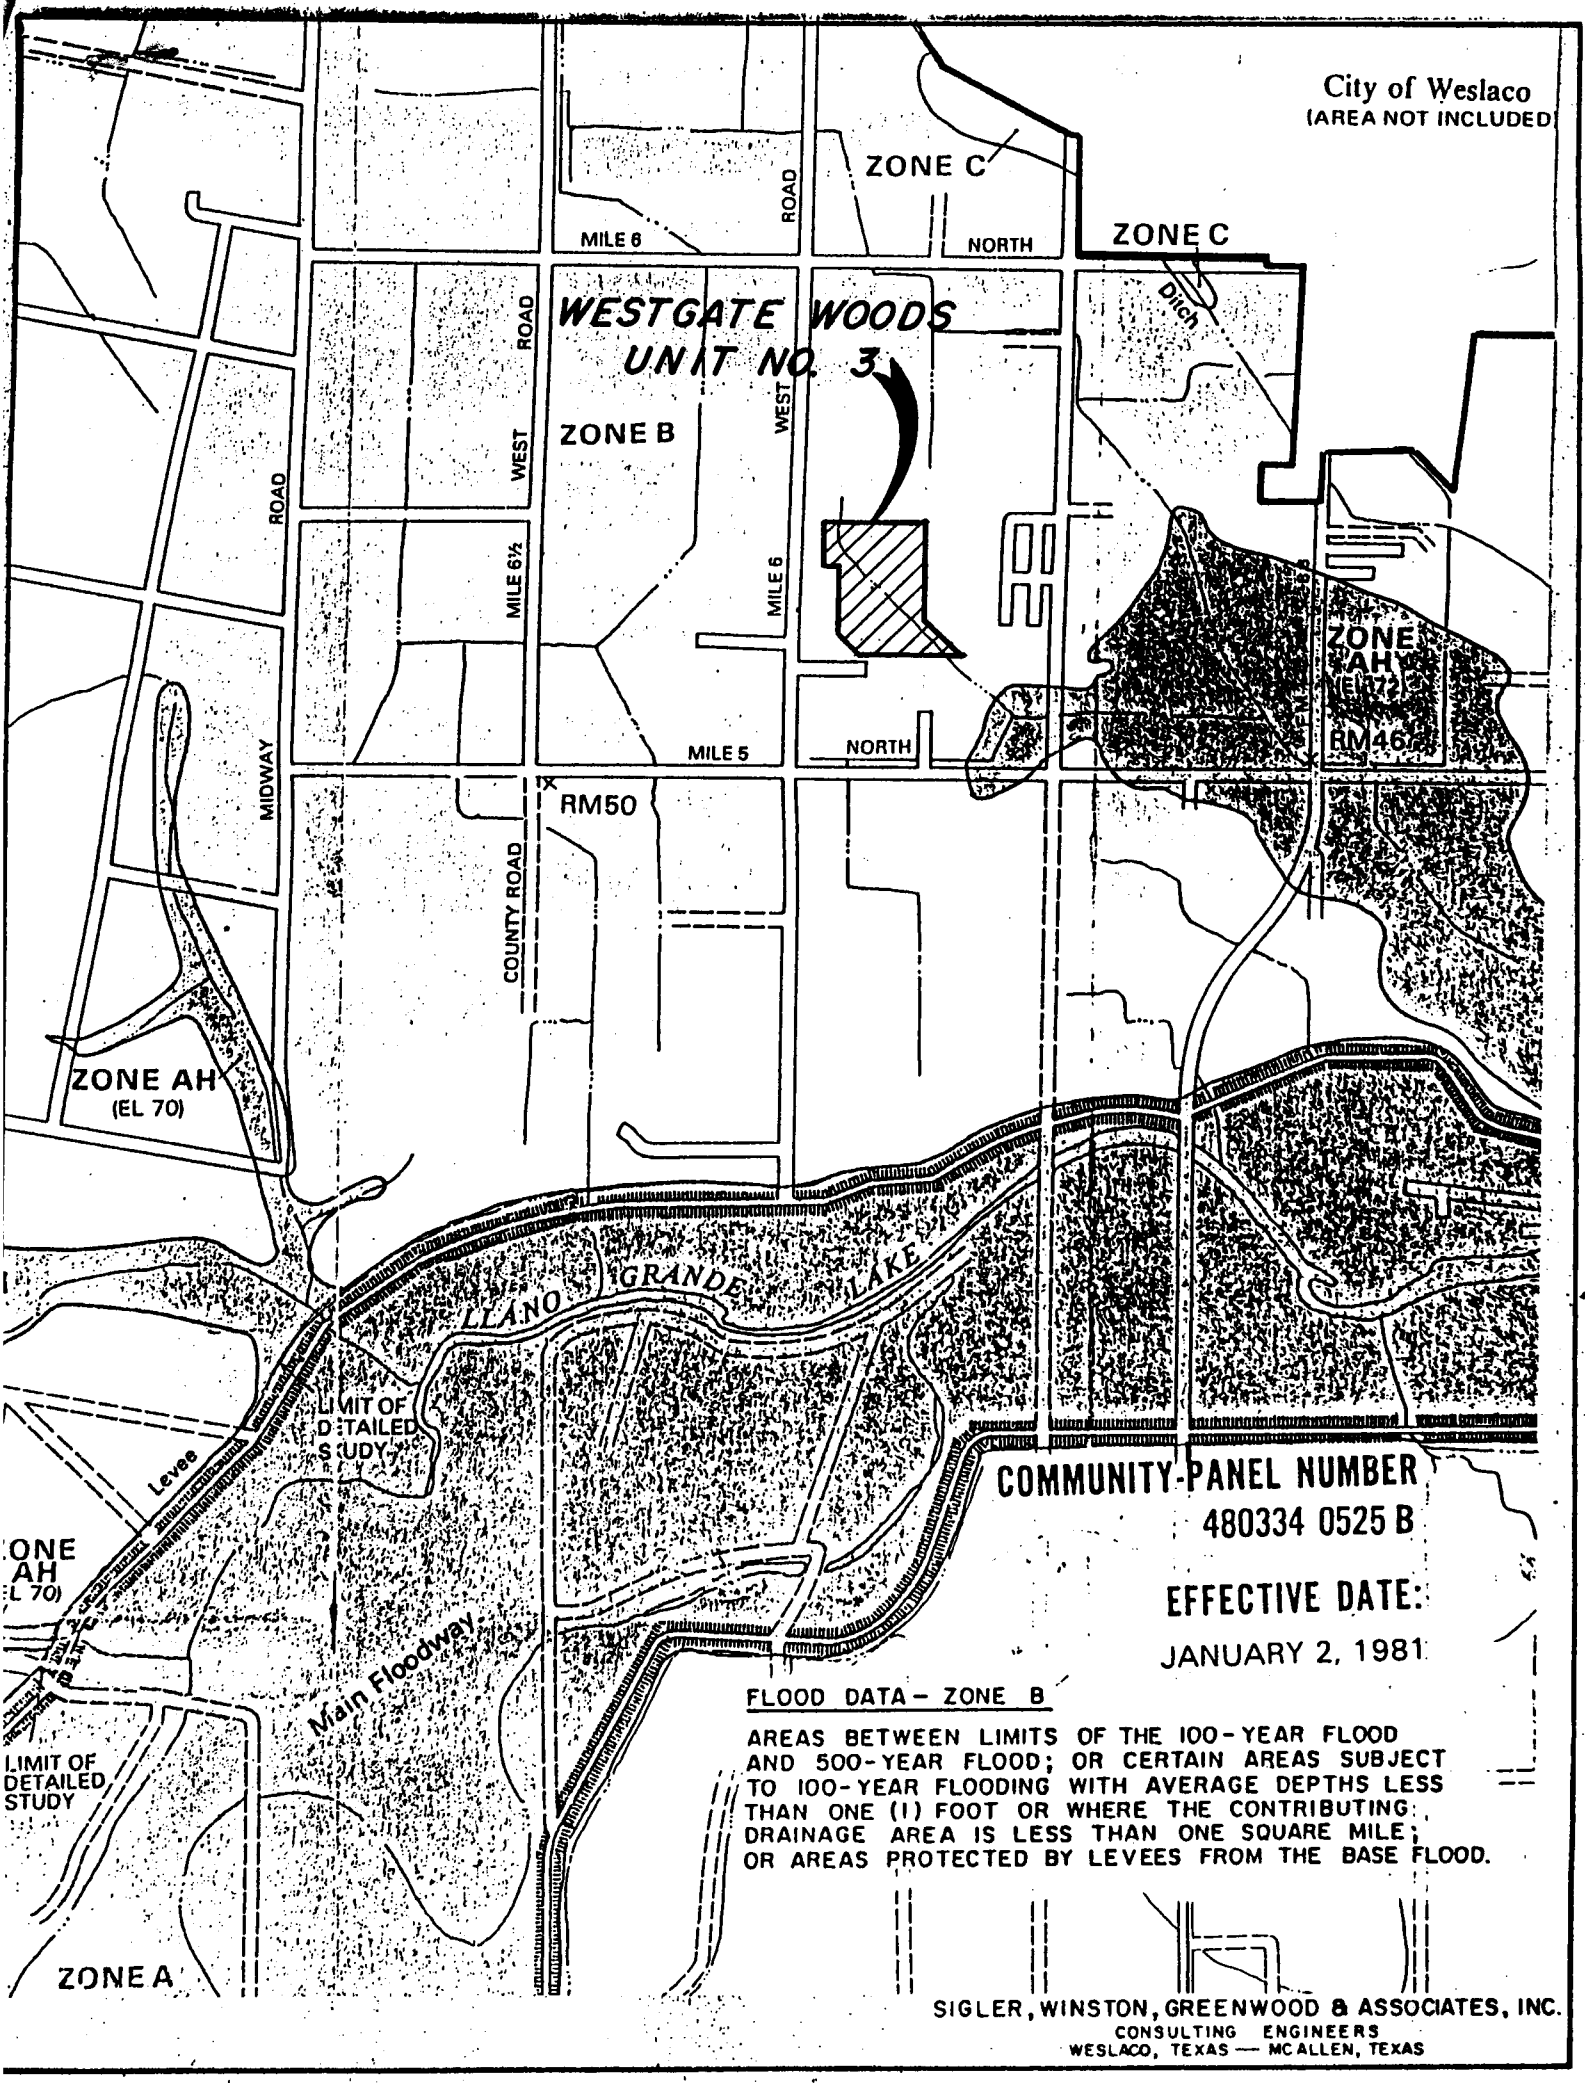 City of Weslaco
(AREA NOT INCLUDED)
ZONE C
ROAD
MILE 6
NORTH
ZONE C
Ditch
WESTGATE WOODS
UNIT NO. 3
ROAD
WEST
ZONE B
WEST
ROAD
MILE 6½
MILE 6
ZONE
AH
(EL 72)
RM46
MILE 5
NORTH
MIDWAY
RM50
COUNTY ROAD
ZONE AH
(EL 70)
LLANO GRANDE LAKE
LIMIT OF
DETAILED
STUDY
Levee
COMMUNITY-PANEL NUMBER
480334 0525 B
ONE
AH
L 70)
EFFECTIVE DATE:
JANUARY 2, 1981
Main Floodway
FLOOD DATA - ZONE B
AREAS BETWEEN LIMITS OF THE 100-YEAR FLOOD
AND 500-YEAR FLOOD; OR CERTAIN AREAS SUBJECT
TO 100-YEAR FLOODING WITH AVERAGE DEPTHS LESS
THAN ONE (1) FOOT OR WHERE THE CONTRIBUTING
DRAINAGE AREA IS LESS THAN ONE SQUARE MILE;
OR AREAS PROTECTED BY LEVEES FROM THE BASE FLOOD.
LIMIT OF
DETAILED
STUDY
ZONE A
SIGLER, WINSTON, GREENWOOD & ASSOCIATES, INC.
CONSULTING ENGINEERS
WESLACO, TEXAS — MCALLEN, TEXAS